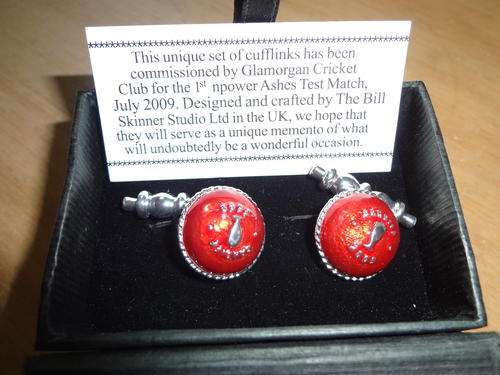 This unique set of cufflinks has been
commissioned by Glamorgan Cricket
Club for the 1st npower Ashes Test Match,
July 2009. Designed and crafted by The Bill
Skinner Studio Ltd in the UK, we hope that
they will serve as a unique memento of what
will undoubtedly be a wonderful occasion.